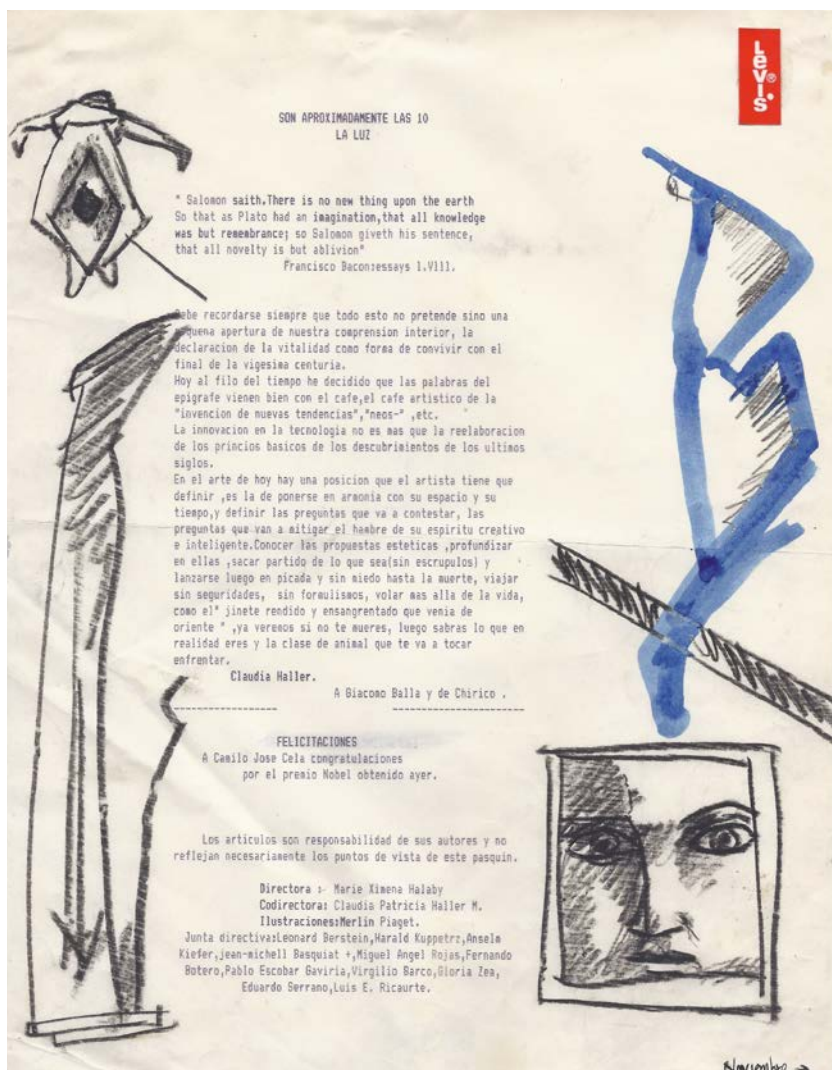 Levi's®
SON APROXIMADAMENTE LAS 10
LA LUZ
" Salomon saith.There is no new thing upon the earth
So that as Plato had an imagination,that all knowledge
was but remembrance; so Salomon giveth his sentence,
that all novelty is but ablivion"
Francisco Bacon:essays l.Vlll.
Debe recordarse siempre que todo esto no pretende sino una
pequena apertura de nuestra comprension interior, la
declaracion de la vitalidad como forma de convivir con el
final de la vigesima centuria.
Hoy al filo del tiempo he decidido que las palabras del
epigrafe vienen bien con el cafe,el cafe artistico de la
"invencion de nuevas tendencias","neos-" ,etc.
La innovacion en la tecnologia no es mas que la reelaboracion
de los princios basicos de los descubrimientos de los ultimos
siglos.
En el arte de hoy hay una posicion que el artista tiene que
definir ,es la de ponerse en armonia con su espacio y su
tiempo,y definir las preguntas que va a contestar, las
preguntas que van a mitigar el hambre de su espiritu creativo
e inteligente.Conocer las propuestas esteticas ,profundizar
en ellas ,sacar partido de lo que sea(sin escrupulos) y
lanzarse luego en picada y sin miedo hasta la muerte, viajar
sin seguridades, sin formulismos, volar mas alla de la vida,
como el" jinete rendido y ensangrentado que venia de
oriente " ,ya veremos si no te mueres, luego sabras lo que en
realidad eres y la clase de animal que te va a tocar
enfrentar.
Claudia Haller.
A Giacomo Balla y de Chirico .
----------------- ----------------------
FELICITACIONES
A Camilo Jose Cela congratulaciones
por el premio Nobel obtenido ayer.
Los articulos son responsabilidad de sus autores y no
reflejan necesariamente los puntos de vista de este pasquin.
Directora :- Marie Ximena Halaby
Codirectora: Claudia Patricia Haller M.
Ilustraciones:Merlin Piaget.
Junta directiva:Leonard Berstein,Harald Kuppetrz,Anselm
Kiefer,jean-michell Basquiat +,Miguel Angel Rojas,Fernando
Botero,Pablo Escobar Gaviria,Virgilio Barco,Gloria Zea,
Eduardo Serrano,Luis E. Ricaurte.
Noviembre →